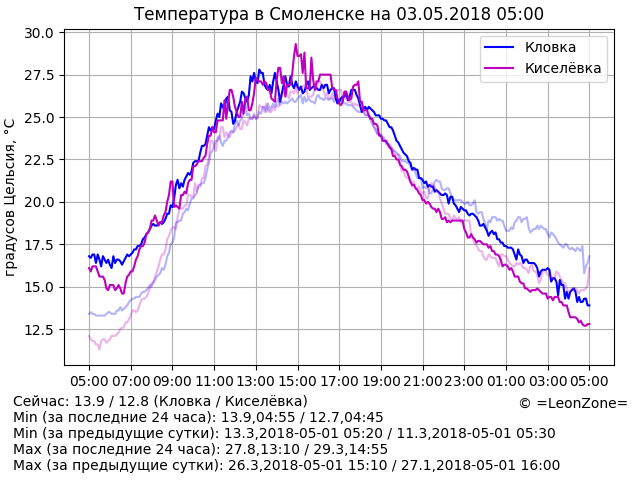 Температура в Смоленске на 03.05.2018 05:00
30.0
27.5
25.0
22.5
20.0
17.5
15.0
12.5
градусов Цельсия, °C
Кловка
Киселёвка
05:00 07:00 09:00 11:00 13:00 15:00 17:00 19:00 21:00 23:00 01:00 03:00 05:00
Сейчас: 13.9 / 12.8 (Кловка / Киселёвка)
© =LeonZone=
Min (за последние 24 часа): 13.9,04:55 / 12.7,04:45
Min (за предыдущие сутки): 13.3,2018-05-01 05:20 / 11.3,2018-05-01 05:30
Max (за последние 24 часа): 27.8,13:10 / 29.3,14:55
Max (за предыдущие сутки): 26.3,2018-05-01 15:10 / 27.1,2018-05-01 16:00